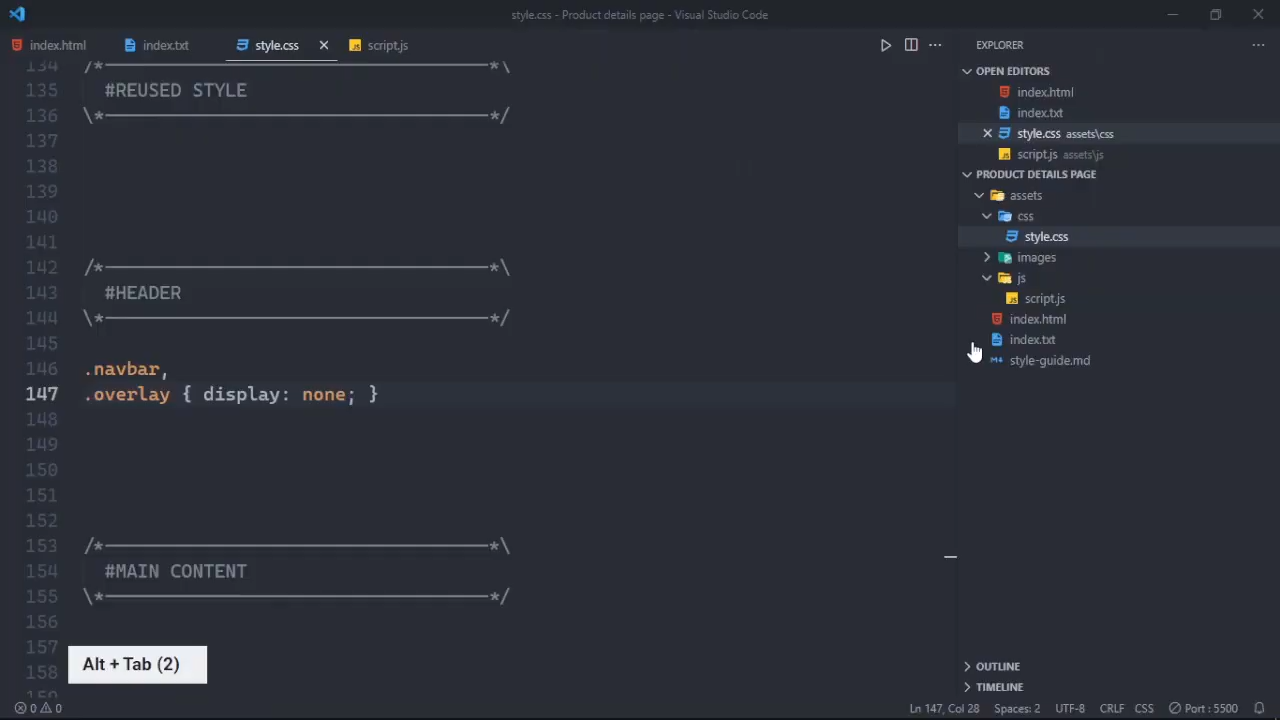 style.css - Product details page - Visual Studio Code
index.html
index.txt
style.css
script.js
134 /*
135 #REUSED STYLE
136 \* */
137
138
139
140
141
142 /* *\
143 #HEADER
144 \* */
145
146 .navbar,
147 .overlay { display: none; }
148
149
150
151
152
153 /* *\
154 #MAIN CONTENT
155 \* */
156
157
158
159
Alt + Tab (2)
EXPLORER
OPEN EDITORS
index.html
index.txt
style.css assets\css
script.js assets\js
PRODUCT DETAILS PAGE
assets
css
style.css
images
js
script.js
index.html
index.txt
style-guide.md
OUTLINE
TIMELINE
0 0
Ln 147, Col 28 Spaces: 2 UTF-8 CRLF CSS Port : 5500